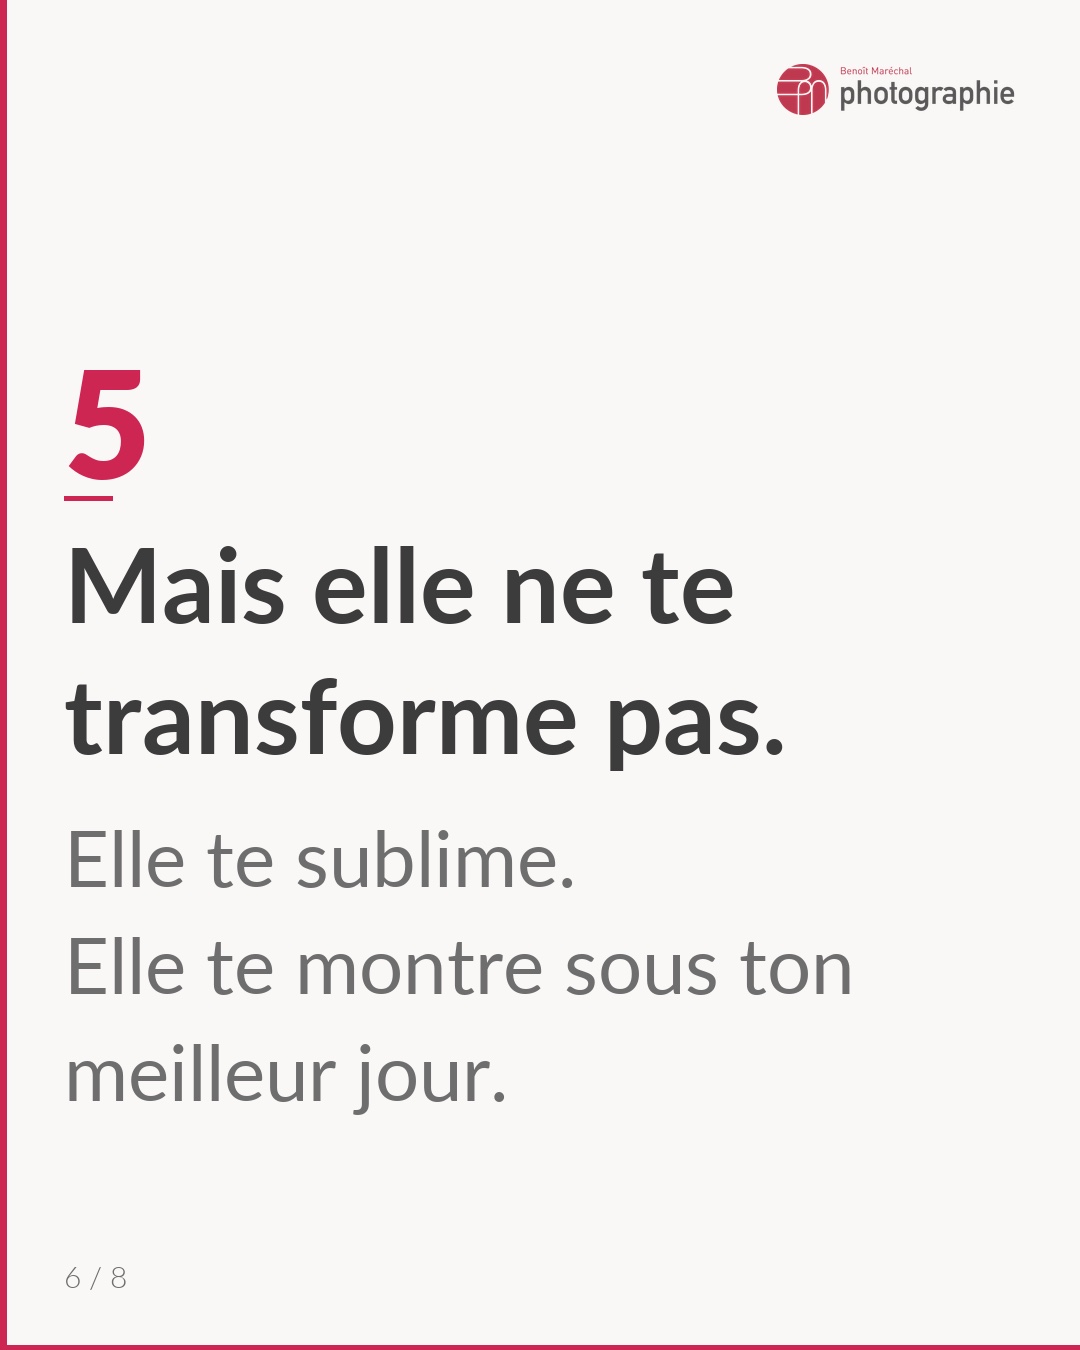 Benoît Maréchal
photographie
5
Mais elle ne te
transforme pas.
Elle te sublime.
Elle te montre sous ton
meilleur jour.
6 / 8